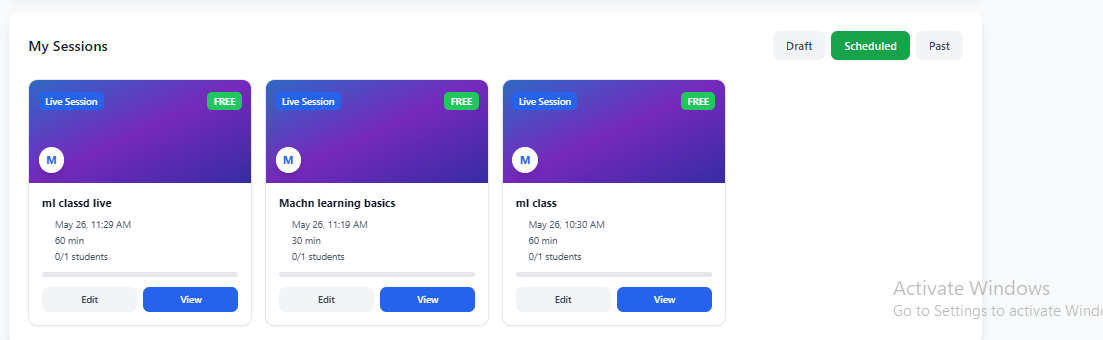 My Sessions
Draft
Scheduled
Past
Live Session
FREE
M
ml classd live
May 26, 11:29 AM
60 min
0/1 students
Edit
View
Live Session
FREE
M
Machn learning basics
May 26, 11:19 AM
30 min
0/1 students
Edit
View
Live Session
FREE
M
ml class
May 26, 10:30 AM
60 min
0/1 students
Edit
View
Activate Windows
Go to Settings to activate